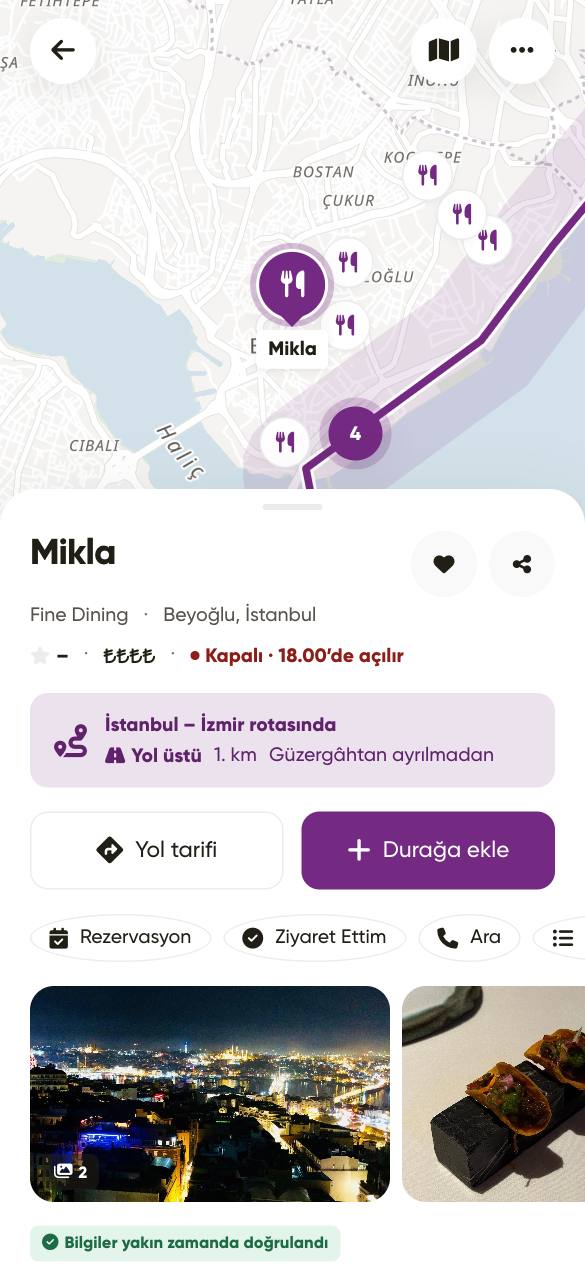 BOSTAN
ÇUKUR
Mikla
4
CIBALI
Haliç
Mikla
Fine Dining · Beyoğlu, İstanbul
– · ₺₺₺₺ · Kapalı · 18.00’de açılır
İstanbul – İzmir rotasında
Yol üstü 1. km Güzergâhtan ayrılmadan
Yol tarifi
Durağa ekle
Rezervasyon
Ziyaret Ettim
Ara
2
Bilgiler yakın zamanda doğrulandı